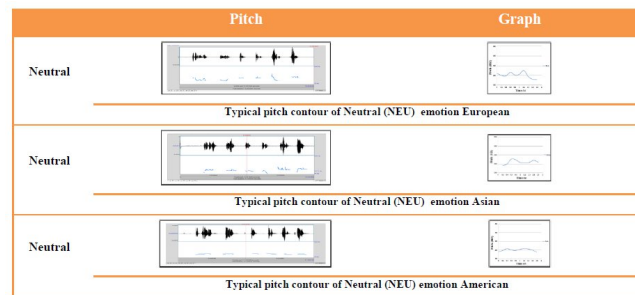 Pitch Graph
Neutral
Typical pitch contour of Neutral (NEU) emotion European
Neutral
Typical pitch contour of Neutral (NEU) emotion Asian
Neutral
Typical pitch contour of Neutral (NEU) emotion American